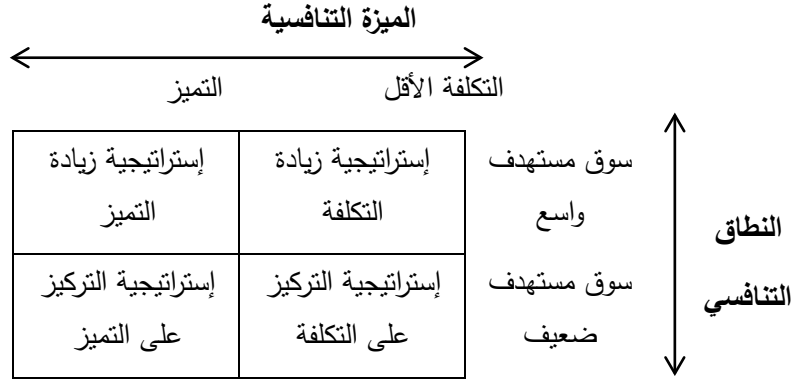 الميزة التنافسية
التكلفة الأقل التميز
سوق مستهدف إستراتيجية زيادة إستراتيجية زيادة
واسع التكلفة التميز
النطاق
سوق مستهدف إستراتيجية التركيز إستراتيجية التركيز
التنافسي
ضعيف على التكلفة على التميز